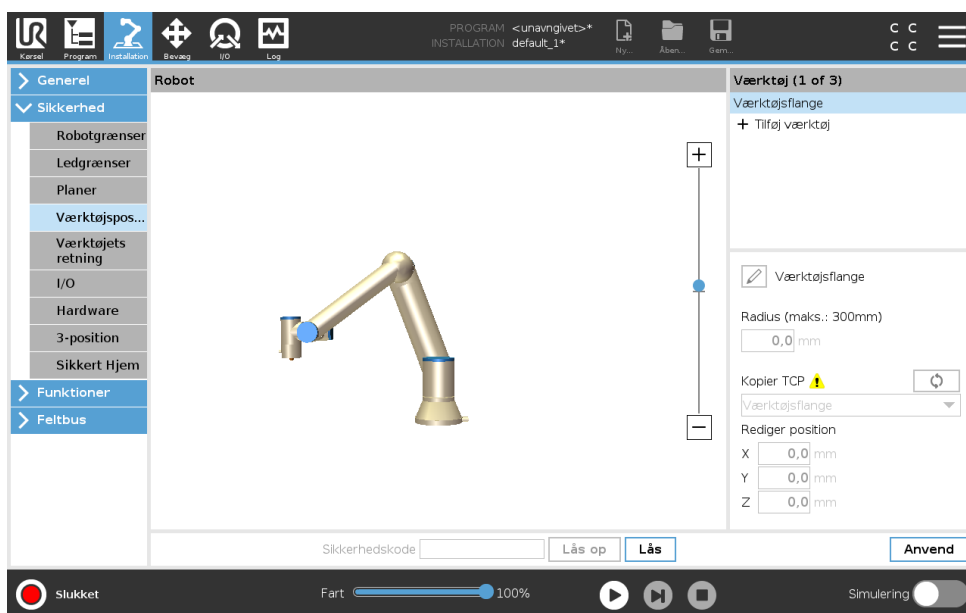 UR
Kørsel
Program
Installation
Bevæg
I/O
Log
PROGRAM <unavngivet>*
INSTALLATION default_1*
Ny...
Åben...
Gem...
C C
C C
Generel
Sikkerhed
Robotgrænser
Ledgrænser
Planer
Værktøjspos...
Værktøjets
retning
I/O
Hardware
3-position
Sikkert Hjem
Funktioner
Feltbus
Robot
Værktøj (1 of 3)
Værktøjsflange
+ Tilføj værktøj
Værktøjsflange
Radius (maks.: 300mm)
0,0 mm
Kopier TCP
Værktøjsflange
Rediger position
X 0,0 mm
Y 0,0 mm
Z 0,0 mm
Sikkerhedskode
Lås op
Lås
Anvend
Slukket
Fart
100%
Simulering